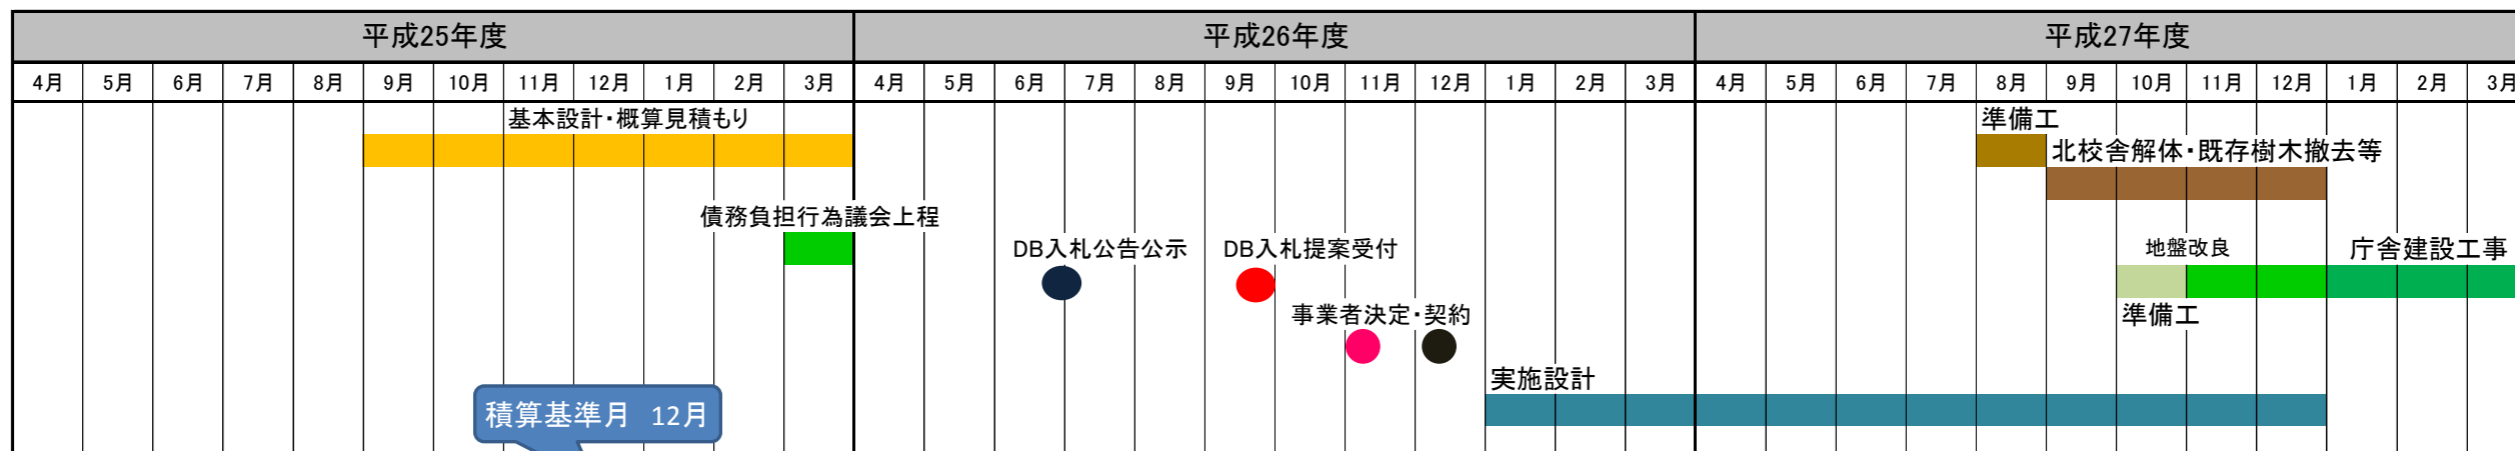 平成25年度 平成26年度 平成27年度
4月 5月 6月 7月 8月 9月 10月 11月 12月 1月 2月 3月 4月 5月 6月 7月 8月 9月 10月 11月 12月 1月 2月 3月 4月 5月 6月 7月 8月 9月 10月 11月 12月 1月 2月 3月
基本設計・概算見積もり 準備工
北校舎解体・既存樹木撤去等
債務負担行為議会上程
DB入札公告公示 DB入札提案受付 地盤改良 庁舎建設工事
事業者決定・契約 準備工
実施設計
積算基準月 12月